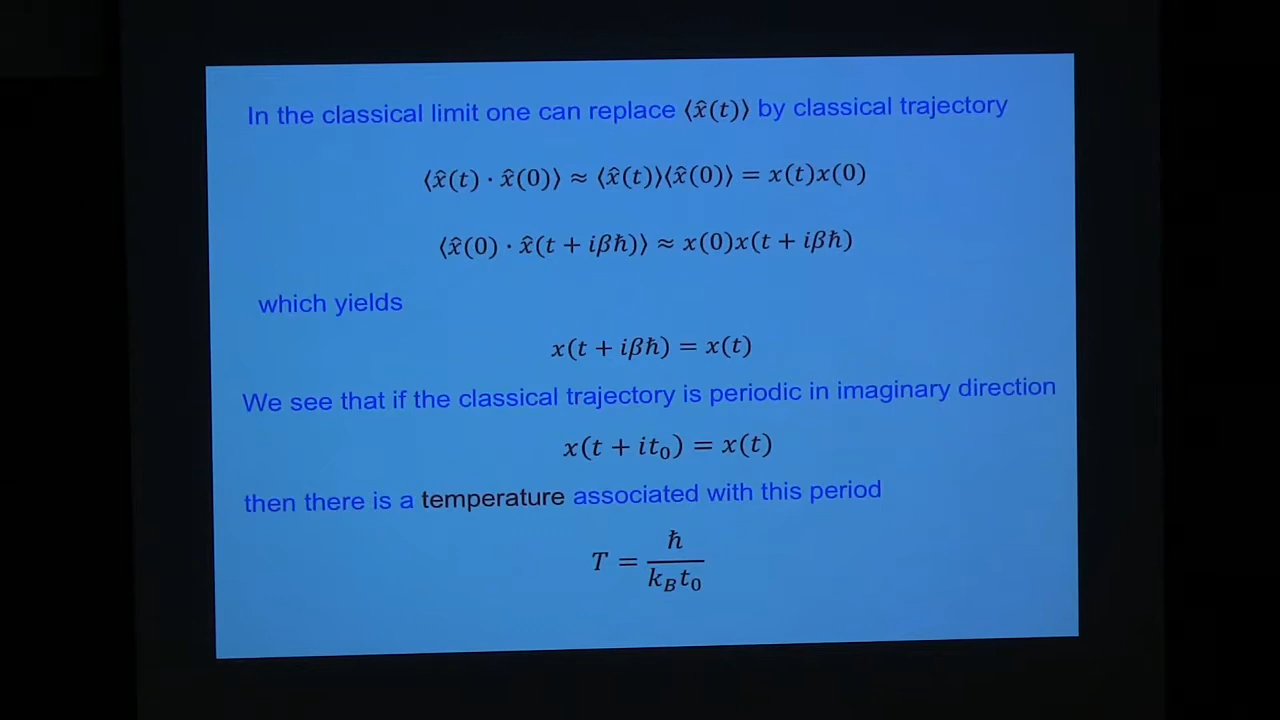 In the classical limit one can replace ⟨x̂(t)⟩ by classical trajectory
⟨x̂(t) · x̂(0)⟩ ≈ ⟨x̂(t)⟩⟨x̂(0)⟩ = x(t)x(0)
⟨x̂(0) · x̂(t + iβħ)⟩ ≈ x(0)x(t + iβħ)
which yields
x(t + iβħ) = x(t)
We see that if the classical trajectory is periodic in imaginary direction
x(t + it₀) = x(t)
then there is a temperature associated with this period
T = ħ / k_B t₀